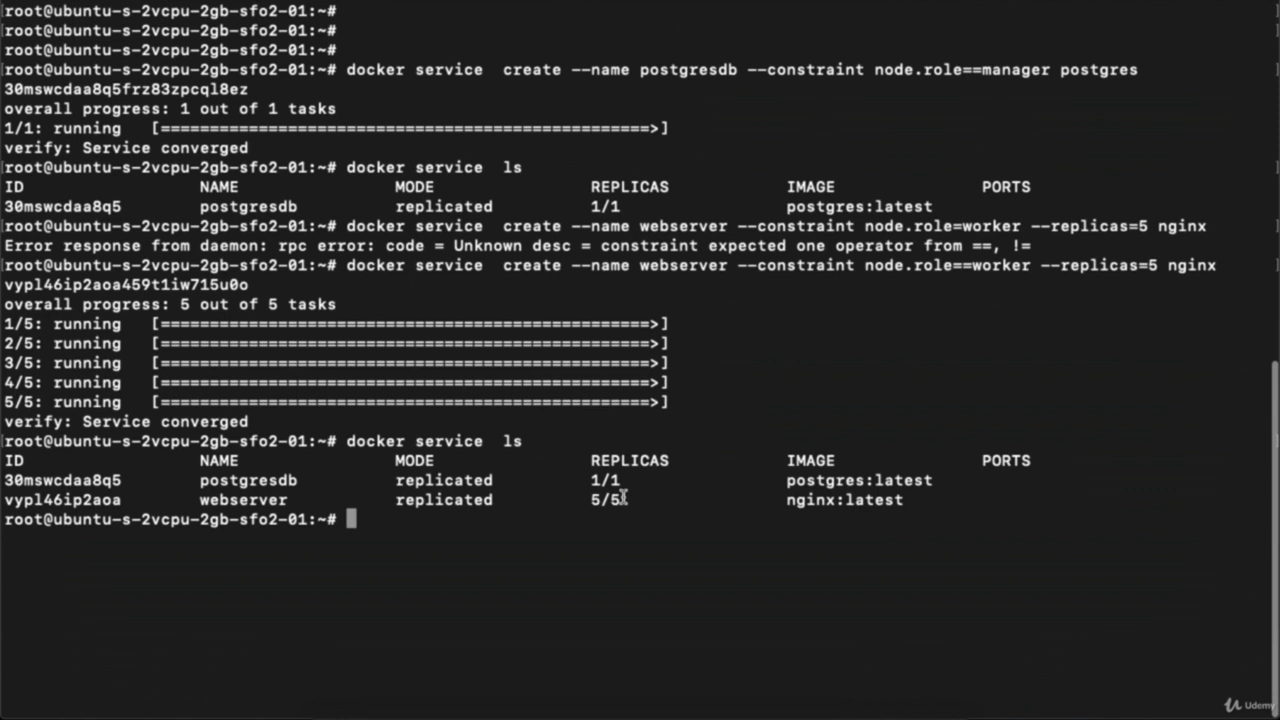 root@ubuntu-s-2vcpu-2gb-sfo2-01:~#
root@ubuntu-s-2vcpu-2gb-sfo2-01:~#
root@ubuntu-s-2vcpu-2gb-sfo2-01:~#
root@ubuntu-s-2vcpu-2gb-sfo2-01:~# docker service  create --name postgresdb --constraint node.role==manager postgres
30mswcdaa8q5frz83zpcql8ez
overall progress: 1 out of 1 tasks
1/1: running   [==================================================>]
verify: Service converged
root@ubuntu-s-2vcpu-2gb-sfo2-01:~# docker service  ls
ID                  NAME                MODE                REPLICAS            IMAGE               PORTS
30mswcdaa8q5        postgresdb          replicated          1/1                 postgres:latest
root@ubuntu-s-2vcpu-2gb-sfo2-01:~# docker service  create --name webserver --constraint node.role=worker --replicas=5 nginx
Error response from daemon: rpc error: code = Unknown desc = constraint expected one operator from ==, !=
root@ubuntu-s-2vcpu-2gb-sfo2-01:~# docker service  create --name webserver --constraint node.role==worker --replicas=5 nginx
vypl46ip2aoa459t1iw715u0o
overall progress: 5 out of 5 tasks
1/5: running   [==================================================>]
2/5: running   [==================================================>]
3/5: running   [==================================================>]
4/5: running   [==================================================>]
5/5: running   [==================================================>]
verify: Service converged
root@ubuntu-s-2vcpu-2gb-sfo2-01:~# docker service  ls
ID                  NAME                MODE                REPLICAS            IMAGE               PORTS
30mswcdaa8q5        postgresdb          replicated          1/1                 postgres:latest
vypl46ip2aoa        webserver           replicated          5/5                 nginx:latest
root@ubuntu-s-2vcpu-2gb-sfo2-01:~#
Udemy